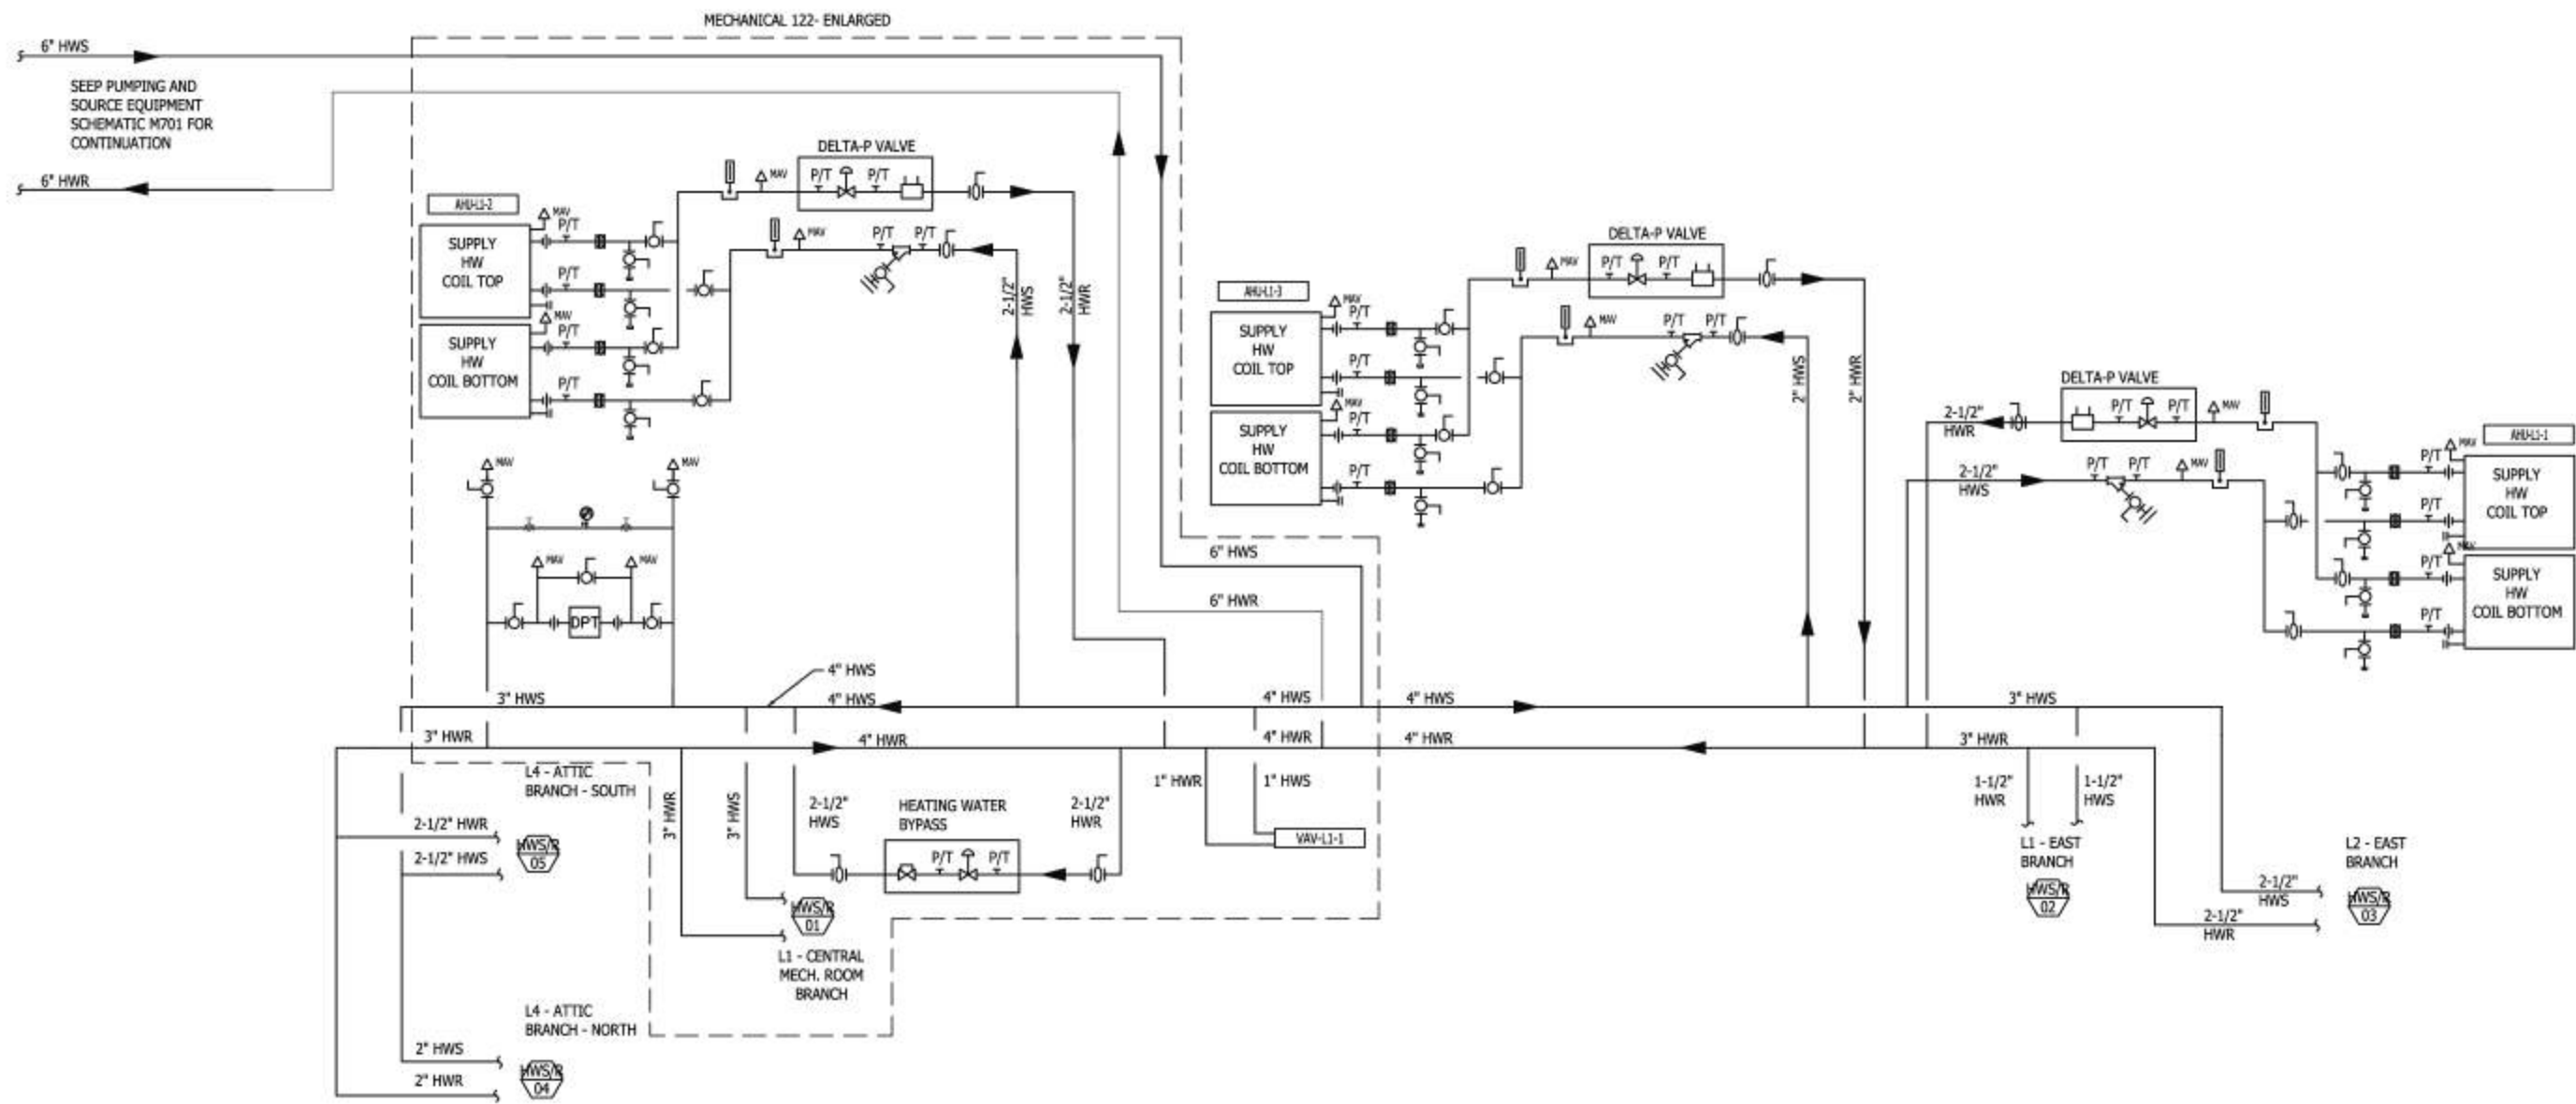 MECHANICAL 122- ENLARGED
6" HWS
SEEP PUMPING AND
SOURCE EQUIPMENT
SCHEMATIC M701 FOR
CONTINUATION
6" HWR
AHU-L1-2
SUPPLY
HW
COIL TOP
SUPPLY
HW
COIL BOTTOM
MAV
P/T
P/T
MAV
P/T
P/T
MAV
DELTA-P VALVE
P/T
P/T
MAV
P/T
P/T
2-1/2"
HWS
2-1/2"
HWR
MAV
MAV
MAV
MAV
DPT
AHU-L1-3
SUPPLY
HW
COIL TOP
SUPPLY
HW
COIL BOTTOM
MAV
P/T
P/T
MAV
P/T
P/T
MAV
DELTA-P VALVE
P/T
P/T
MAV
P/T
P/T
2" HWS
2" HWR
DELTA-P VALVE
2-1/2"
HWR
P/T
P/T
MAV
2-1/2"
HWS
P/T
P/T
MAV
AHU-L1-1
MAV
P/T
P/T
MAV
P/T
P/T
SUPPLY
HW
COIL TOP
SUPPLY
HW
COIL BOTTOM
6" HWS
6" HWR
4" HWS
3" HWS
4" HWS
4" HWS
4" HWS
3" HWS
3" HWR
4" HWR
4" HWR
4" HWR
3" HWR
L4 - ATTIC
BRANCH - SOUTH
2-1/2" HWR
2-1/2" HWS
HWS/R
05
3" HWR
3" HWS
2-1/2"
HWS
HEATING WATER
BYPASS
P/T
P/T
2-1/2"
HWR
1" HWR
1" HWS
VAV-L1-1
HWS/R
01
L1 - CENTRAL
MECH. ROOM
BRANCH
L4 - ATTIC
BRANCH - NORTH
2" HWS
2" HWR
HWS/R
04
1-1/2"
HWR
1-1/2"
HWS
L1 - EAST
BRANCH
HWS/R
02
L2 - EAST
BRANCH
2-1/2"
HWS
2-1/2"
HWR
HWS/R
03